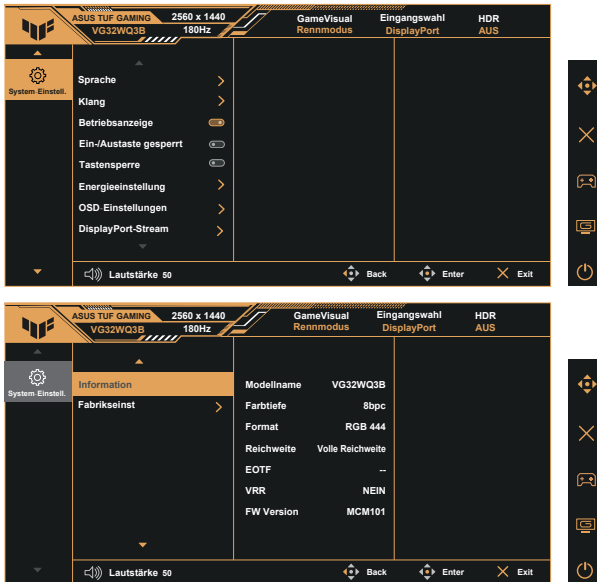 ASUS TUF GAMING 2560 x 1440 GameVisual Eingangswahl HDR
VG32WQ3B 180Hz Rennmodus DisplayPort AUS
System-Einstell.
Sprache
Klang
Betriebsanzeige
Ein-/Austaste gesperrt
Tastensperre
Energieeinstellung
OSD-Einstellungen
DisplayPort-Stream
Lautstärke 50 Back Enter Exit
ASUS TUF GAMING 2560 x 1440 GameVisual Eingangswahl HDR
VG32WQ3B 180Hz Rennmodus DisplayPort AUS
System-Einstell.
Information
Fabrikseinst
Modellname VG32WQ3B
Farbtiefe 8bpc
Format RGB 444
Reichweite Volle Reichweite
EOTF --
VRR NEIN
FW Version MCM101
Lautstärke 50 Back Enter Exit